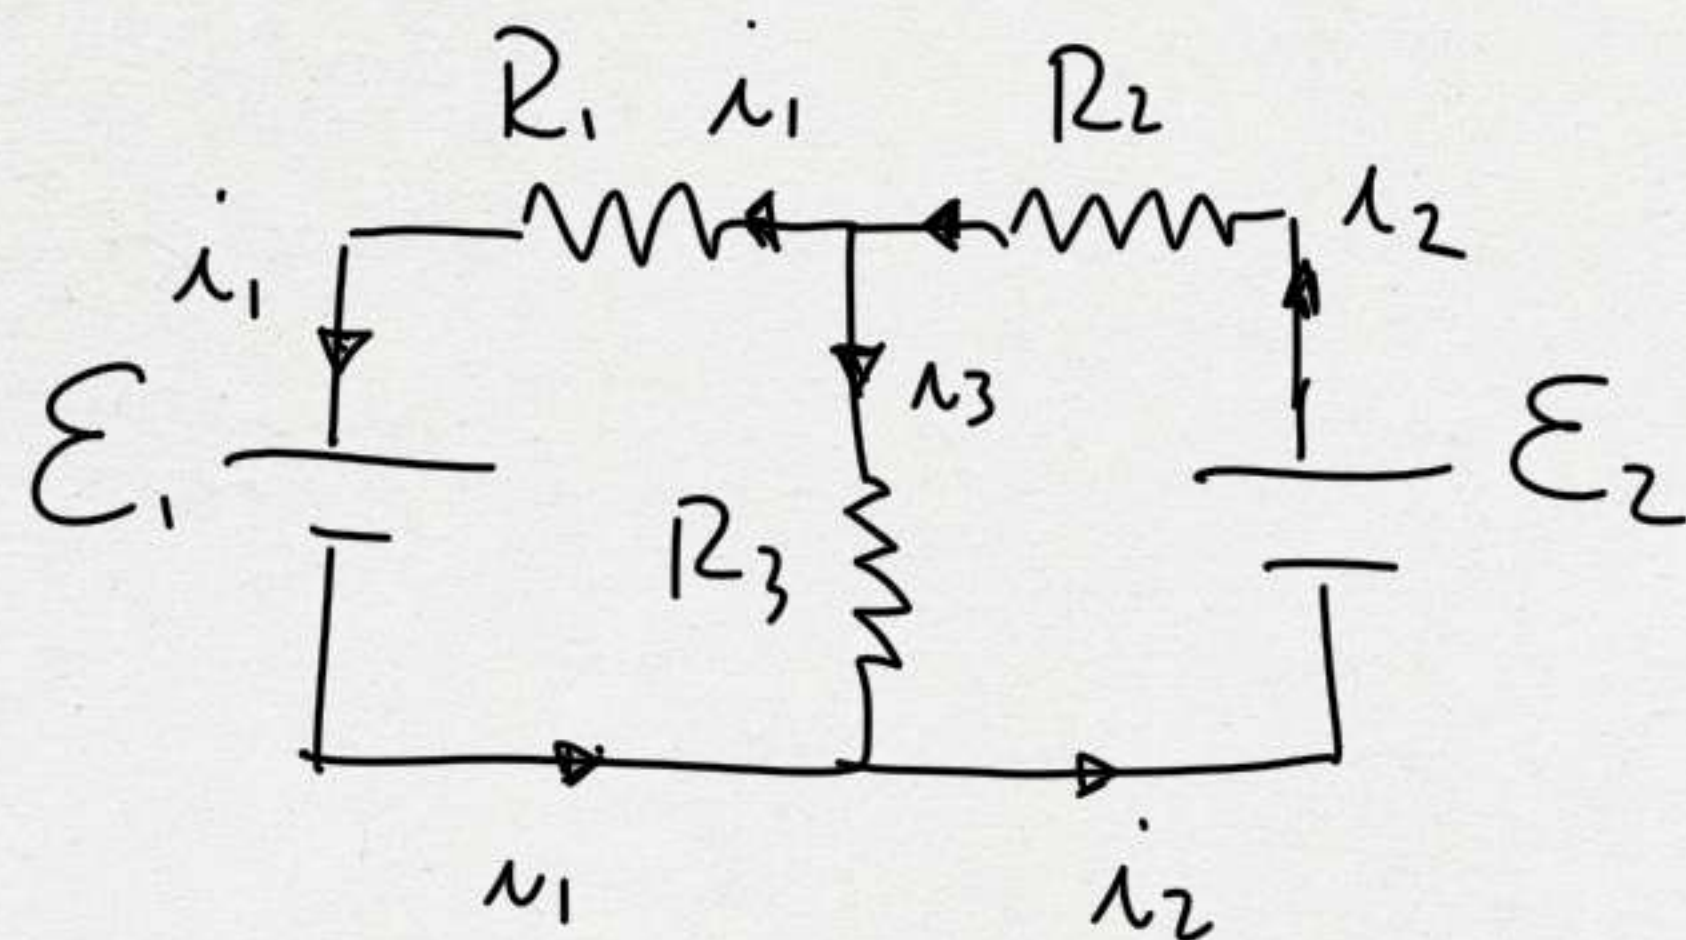 R₁ i₁ R₂
i₁ i₂
i₃
ℰ₁ ℰ₂
R₃
i₁ i₂